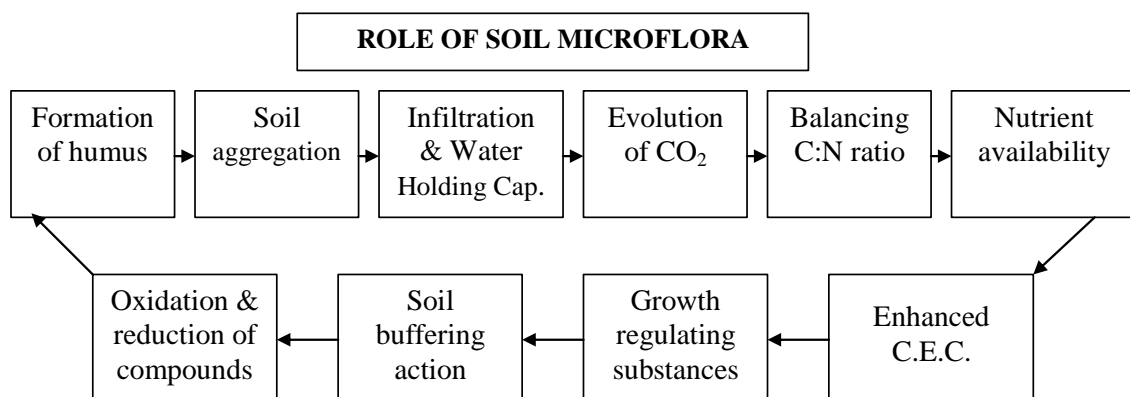 ROLE OF SOIL MICROFLORA
Formation
of humus
Soil
aggregation
Infiltration
& Water
Holding Cap.
Evolution
of CO₂
Balancing
C:N ratio
Nutrient
availability
Oxidation &
reduction of
compounds
Soil
buffering
action
Growth
regulating
substances
Enhanced
C.E.C.